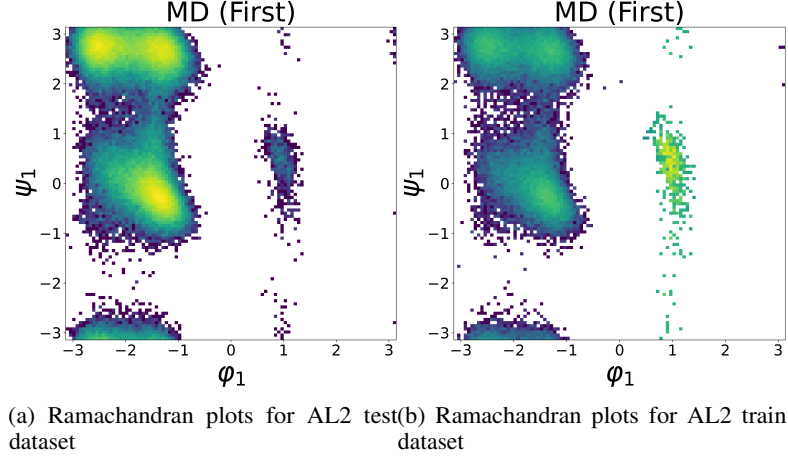 MD (First)
MD (First)
3
2
1
0
−1
−2
−3
ψ1
−3
−2
−1
0
1
2
3
φ1
3
2
1
0
−1
−2
−3
ψ1
−3
−2
−1
0
1
2
3
φ1
(a) Ramachandran plots for AL2 test
dataset
(b) Ramachandran plots for AL2 train
dataset